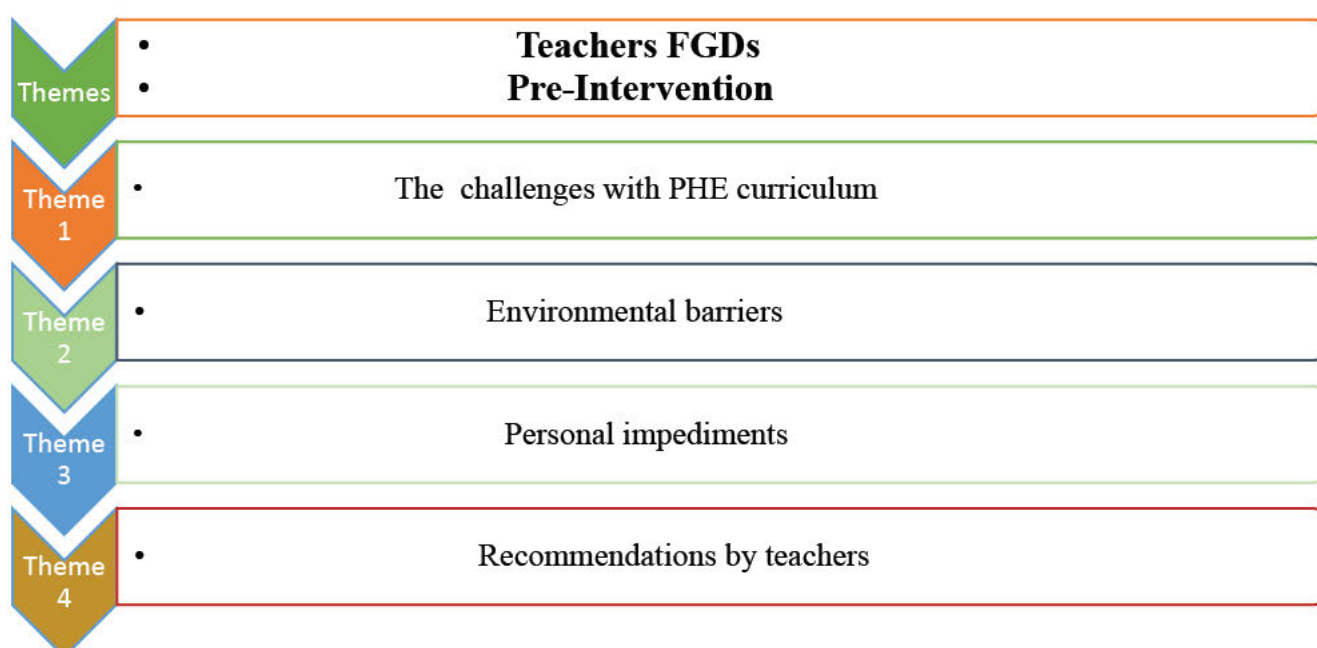 • Teachers FGDs
Themes
• Pre-Intervention
Theme
1
• The challenges with PHE curriculum
Theme
2
• Environmental barriers
Theme
3
• Personal impediments
Theme
4
• Recommendations by teachers